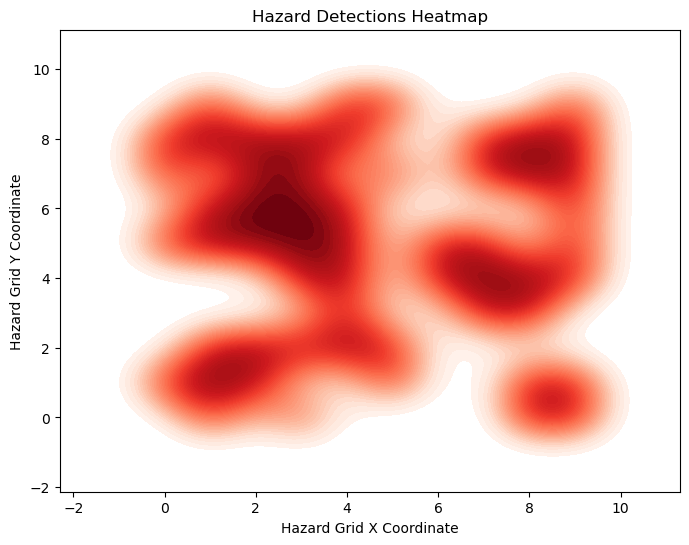 Hazard Detections Heatmap
10
8
6
4
2
0
−2
Hazard Grid Y Coordinate
−2 0 2 4 6 8 10
Hazard Grid X Coordinate